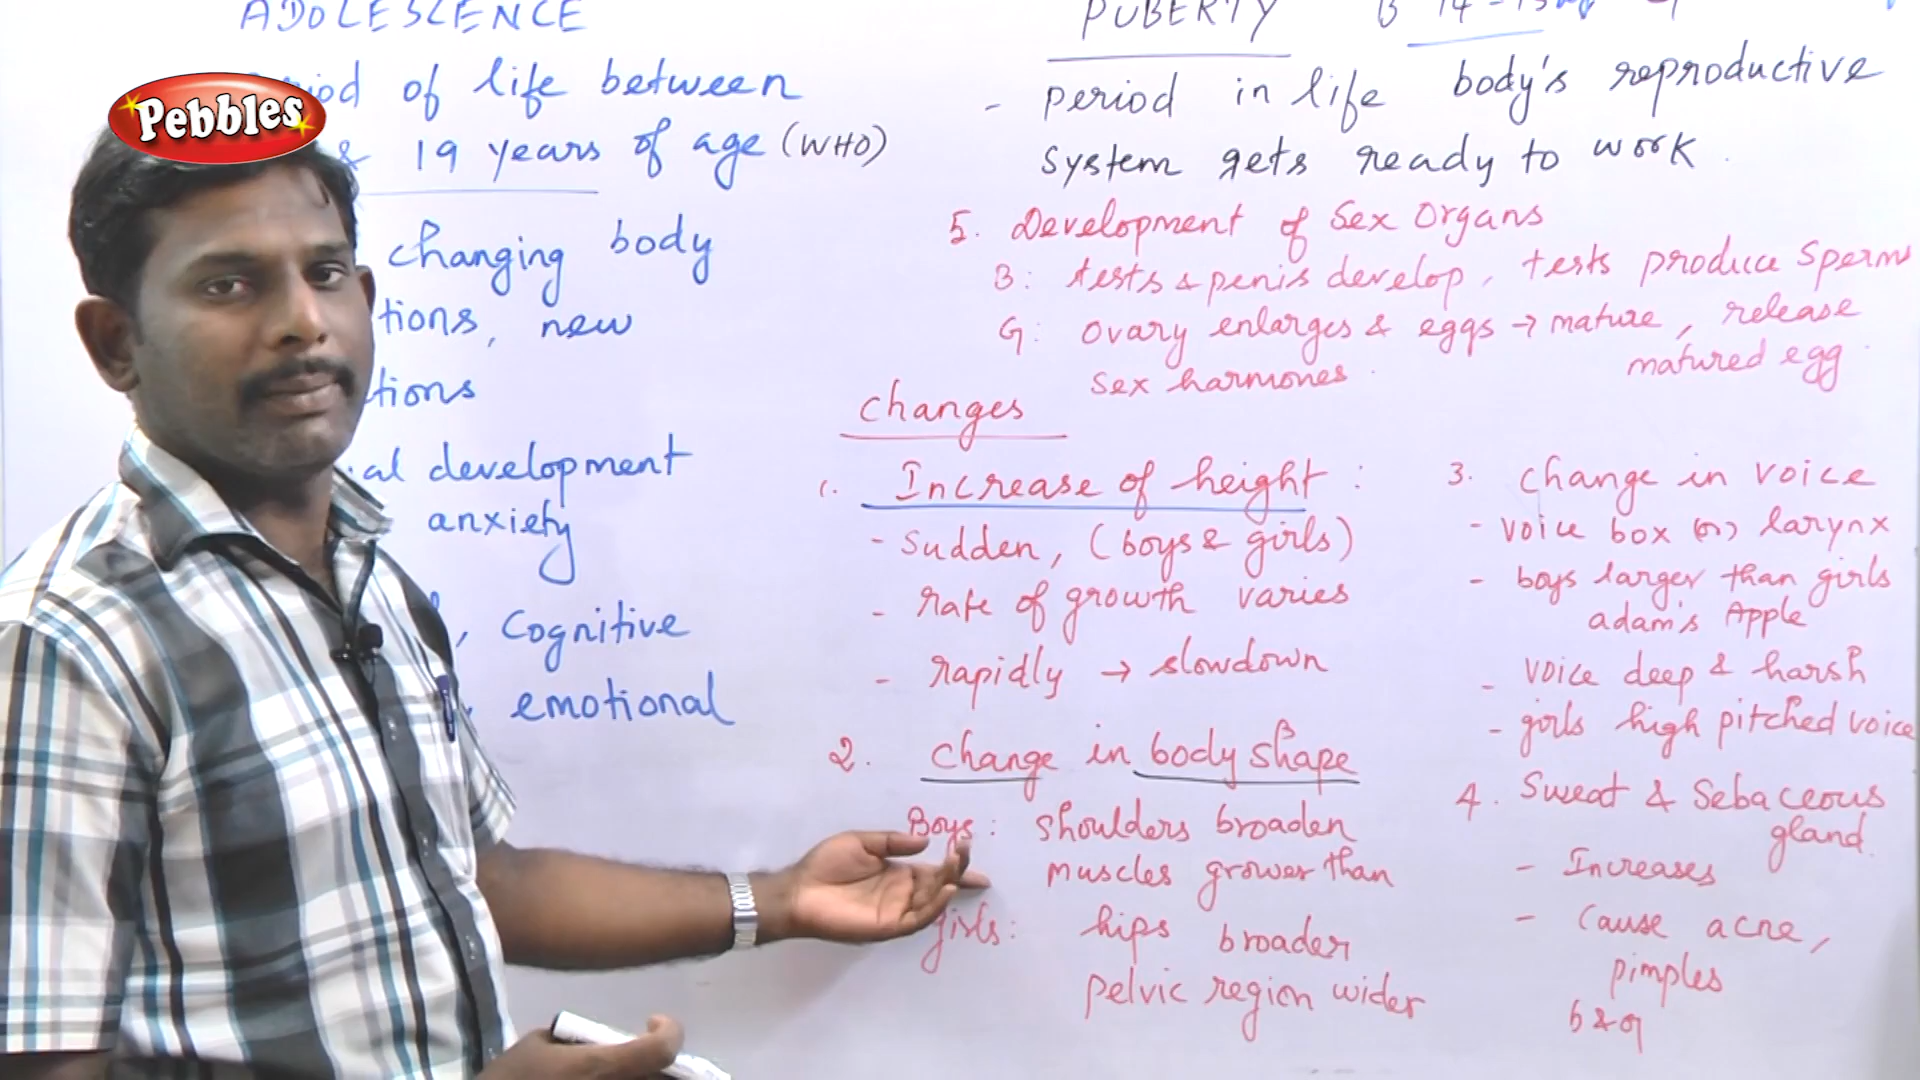 ADOLESCENCE
Pebbles
of life between
& 19 years of age (WHO)
changing body
tions, new
tions
al development
anxiety
, cognitive
, emotional
PUBERTY B 14-15
- period in life body's reproductive
system gets ready to work.
5. Development of Sex Organs
B: tests & penis develop, tests produce sperms
G: ovary enlarges & eggs → mature, release
matured egg.
sex harmones.
changes
1. Increase of height:
- sudden, (boys & girls)
- rate of growth varies
- rapidly → slowdown
2. change in body shape
Boys: shoulders broaden
muscles grower than
girls: hips broader
pelvic region wider
3. change in voice
- voice box (or) larynx
- boys larger than girls
adam's Apple
- voice deep & harsh
- girls high pitched voice
4. Sweat & Sebaceous
gland.
- Increases
- cause acne,
pimples
b & g